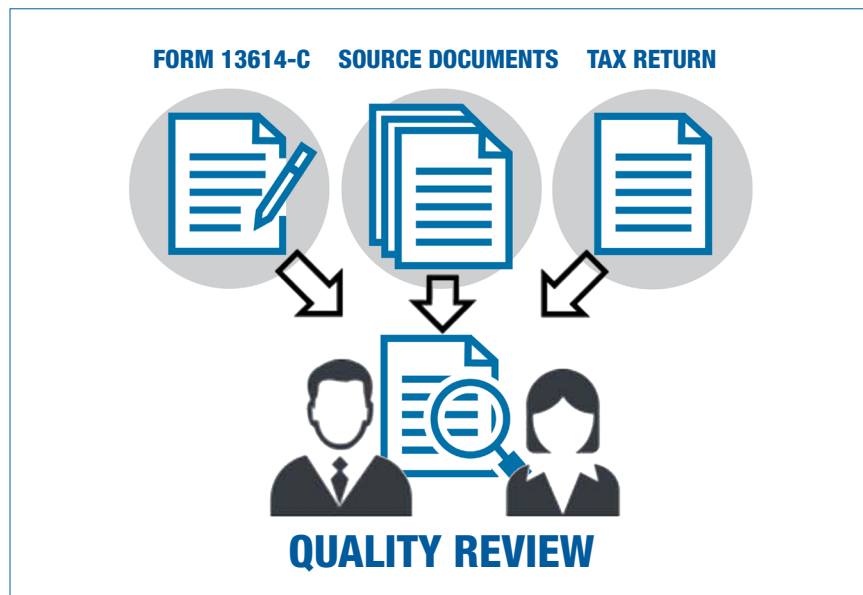 FORM 13614-C SOURCE DOCUMENTS TAX RETURN
QUALITY REVIEW